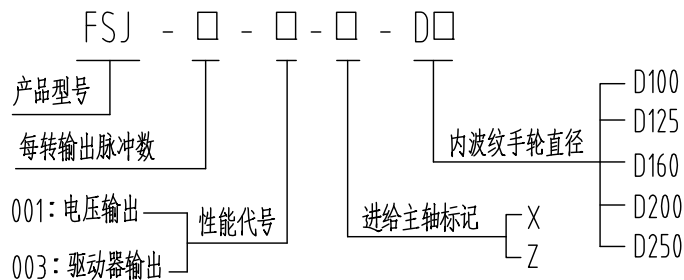 FSJ - □ - □ - □ - D□
产品型号
每转输出脉冲数
001：电压输出
003：驱动器输出
性能代号
进给主轴标记
X
Z
内波纹手轮直径
D100
D125
D160
D200
D250